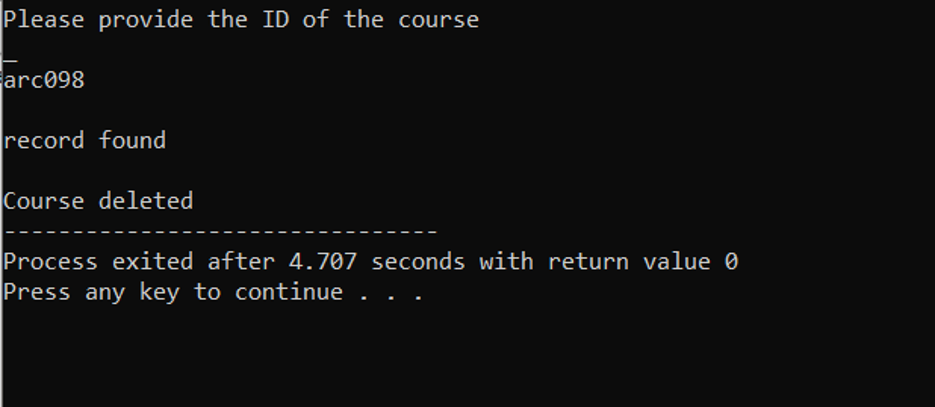 Please provide the ID of the course
_
arc098
record found
Course deleted
--------------------------------
Process exited after 4.707 seconds with return value 0
Press any key to continue . . .